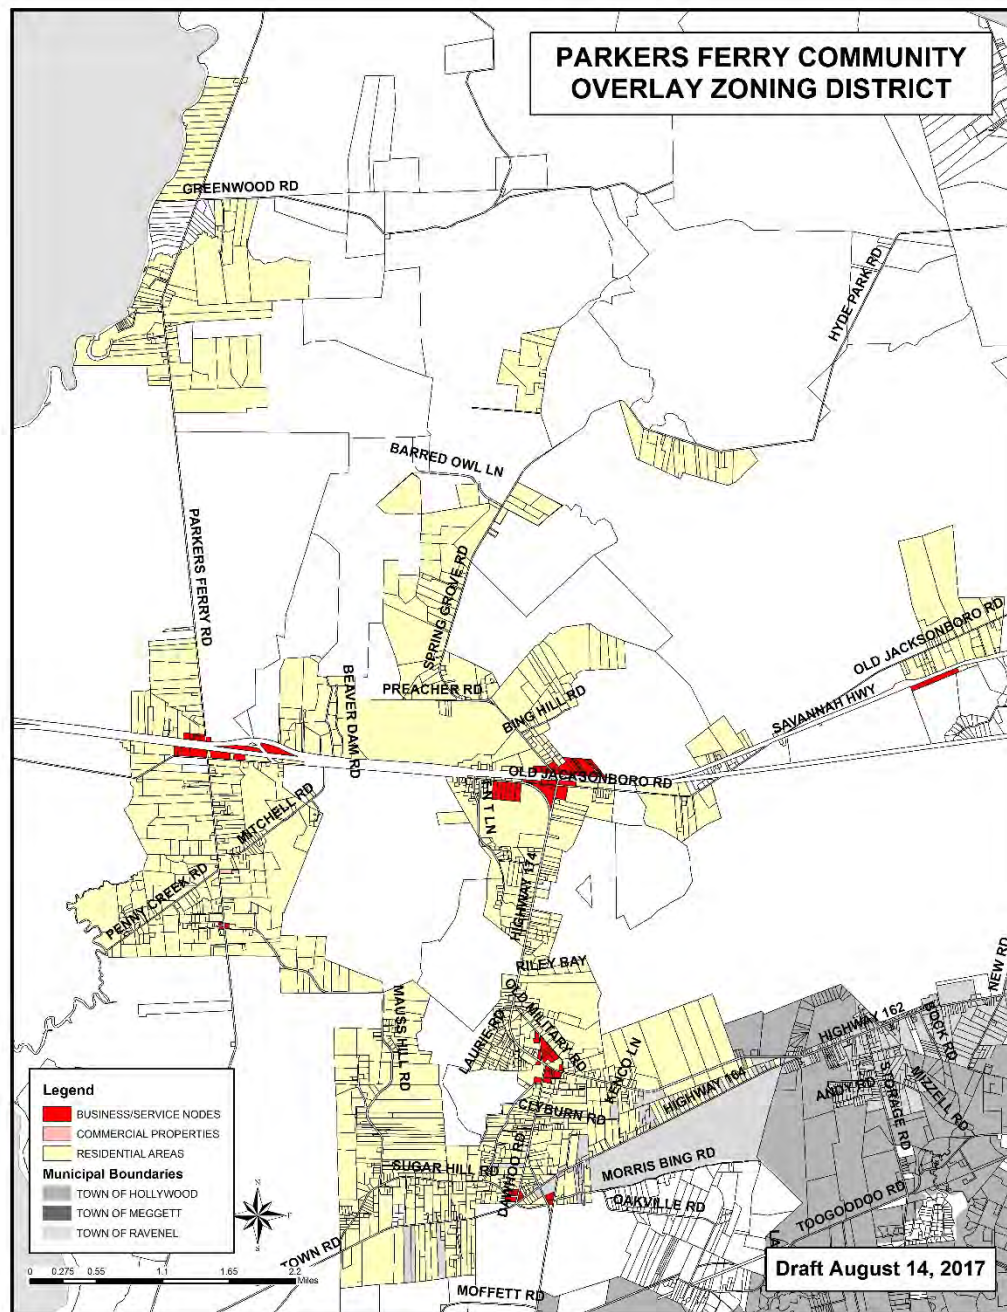 PARKERS FERRY COMMUNITY
OVERLAY ZONING DISTRICT
GREENWOOD RD
HYDE PARK RD
BARRED OWL LN
PARKERS FERRY RD
SPRING GROVE RD
OLD JACKSONBORO RD
BEAVER DAM RD
PREACHER RD
BING HILL RD
SAVANNAH HWY
OLD JACKSONBORO RD
MITCHELL RD
HIGHWAY 174
PENNY CREEK RD
RILEY BAY
NEW RD
MAUSS HILL RD
LAURIE RD
OLD MILITARY RD
HIGHWAY 162
BOCK RD
KENCO LN
HIGHWAY 164
ANDY RD
STORAGE RD
MIZZELL RD
CLYBURN RD
DAWHOO RD
SUGAR HILL RD
MORRIS BING RD
OAKVILLE RD
TOOGOODOO RD
TOWN RD
MOFFETT RD
Legend
BUSINESS/SERVICE NODES
COMMERCIAL PROPERTIES
RESIDENTIAL AREAS
Municipal Boundaries
TOWN OF HOLLYWOOD
TOWN OF MEGGETT
TOWN OF RAVENEL
0 0.275 0.55 1.1 1.65 2.2
Miles
Draft August 14, 2017